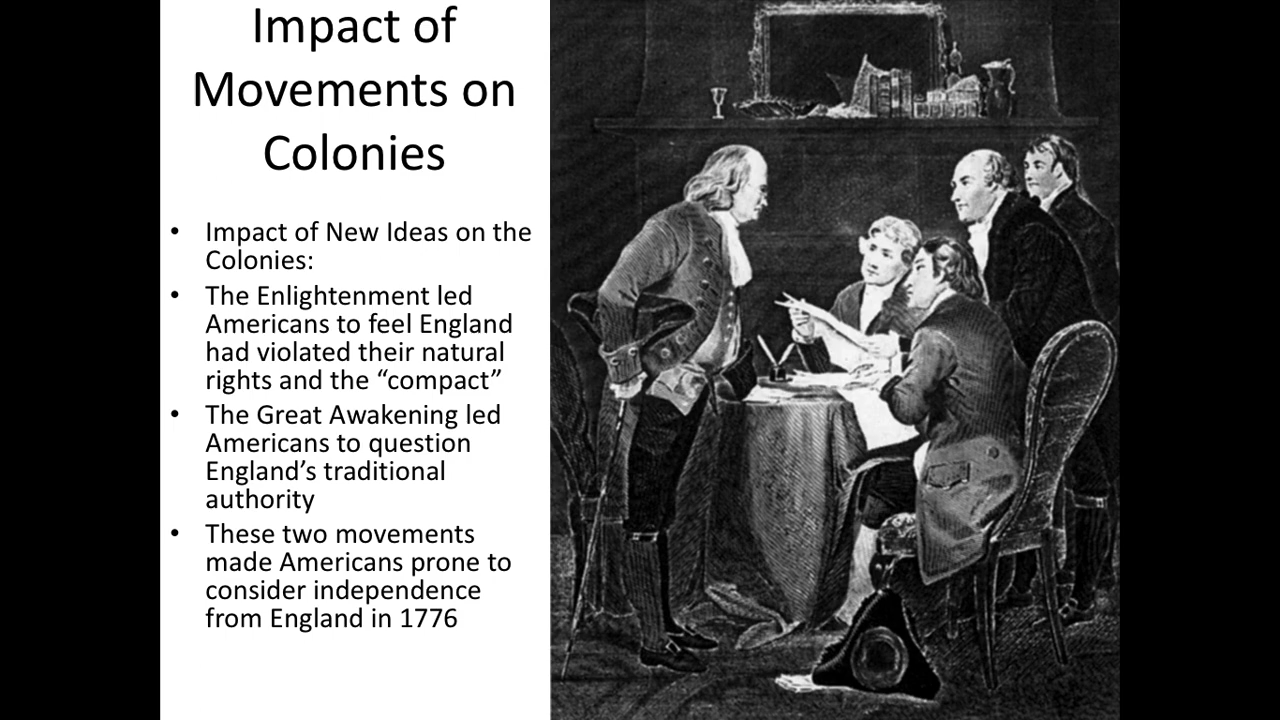 Impact of
Movements on
Colonies
• Impact of New Ideas on the
Colonies:
• The Enlightenment led
Americans to feel England
had violated their natural
rights and the “compact”
• The Great Awakening led
Americans to question
England’s traditional
authority
• These two movements
made Americans prone to
consider independence
from England in 1776